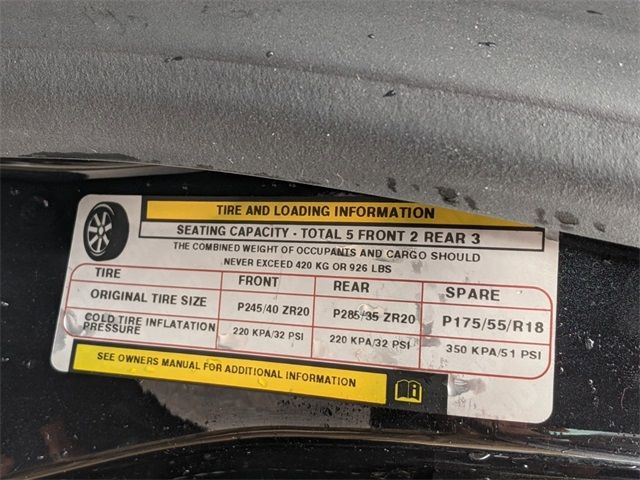 TIRE AND LOADING INFORMATION
SEATING CAPACITY - TOTAL 5 FRONT 2 REAR 3
THE COMBINED WEIGHT OF OCCUPANTS AND CARGO SHOULD
NEVER EXCEED 420 KG OR 926 LBS
TIRE FRONT REAR SPARE
ORIGINAL TIRE SIZE P245/40 ZR20 P285/35 ZR20 P175/55/R18
COLD TIRE INFLATION
PRESSURE 220 KPA/32 PSI 220 KPA/32 PSI 350 KPA/51 PSI
SEE OWNERS MANUAL FOR ADDITIONAL INFORMATION